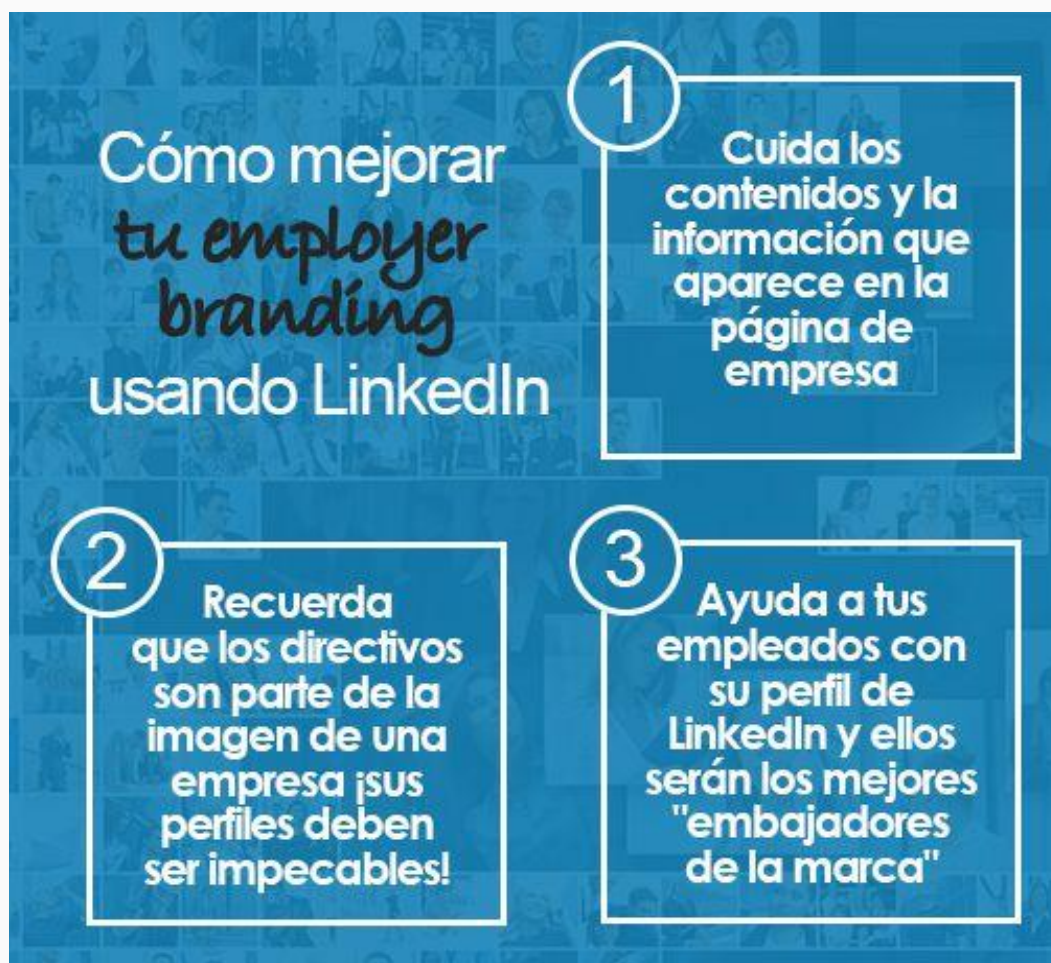 Cómo mejorar
tu employer
branding
usando LinkedIn
1
Cuida los
contenidos y la
información que
aparece en la
página de
empresa
2
Recuerda
que los directivos
son parte de la
imagen de una
empresa ¡sus
perfiles deben
ser impecables!
3
Ayuda a tus
empleados con
su perfil de
LinkedIn y ellos
serán los mejores
"embajadores
de la marca"